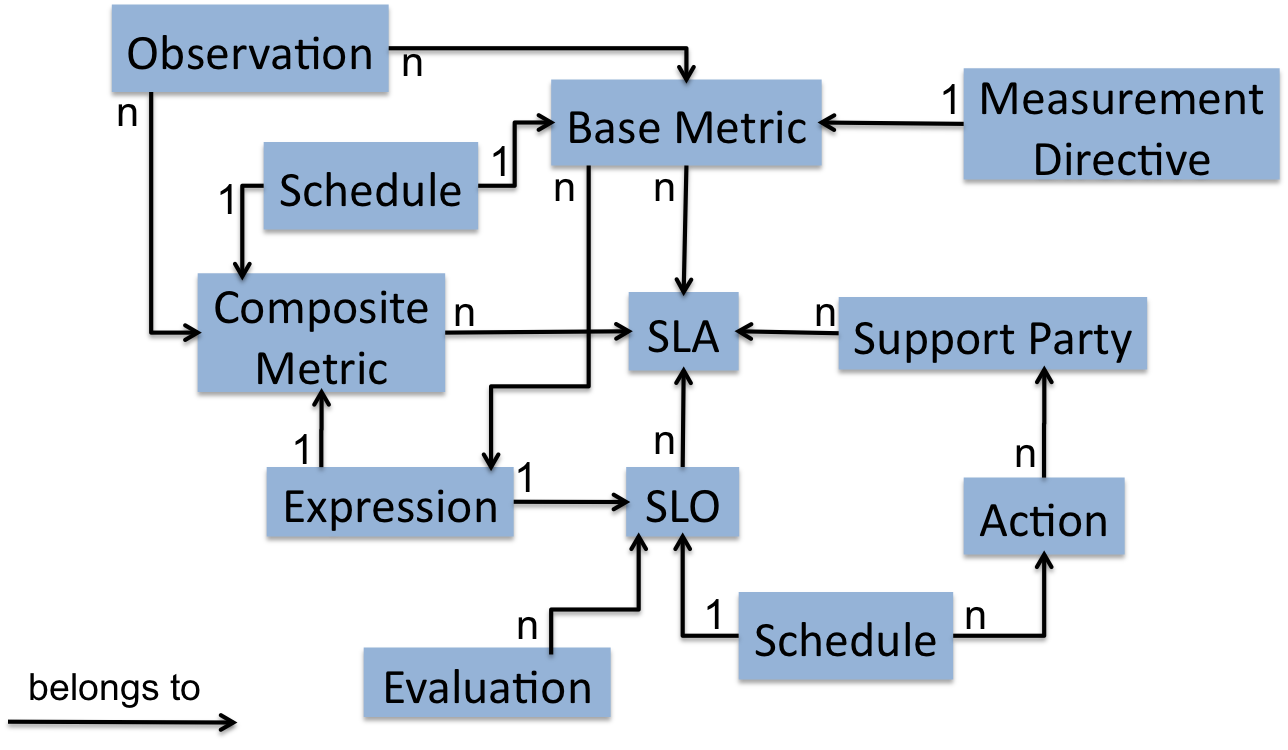 Observation
n
n
Base Metric
1
Measurement
Directive
Schedule
1
1
n
n
Composite
Metric
n
SLA
n
Support Party
1
n
n
Expression
1
SLO
Action
n
1
Schedule
n
Evaluation
belongs to